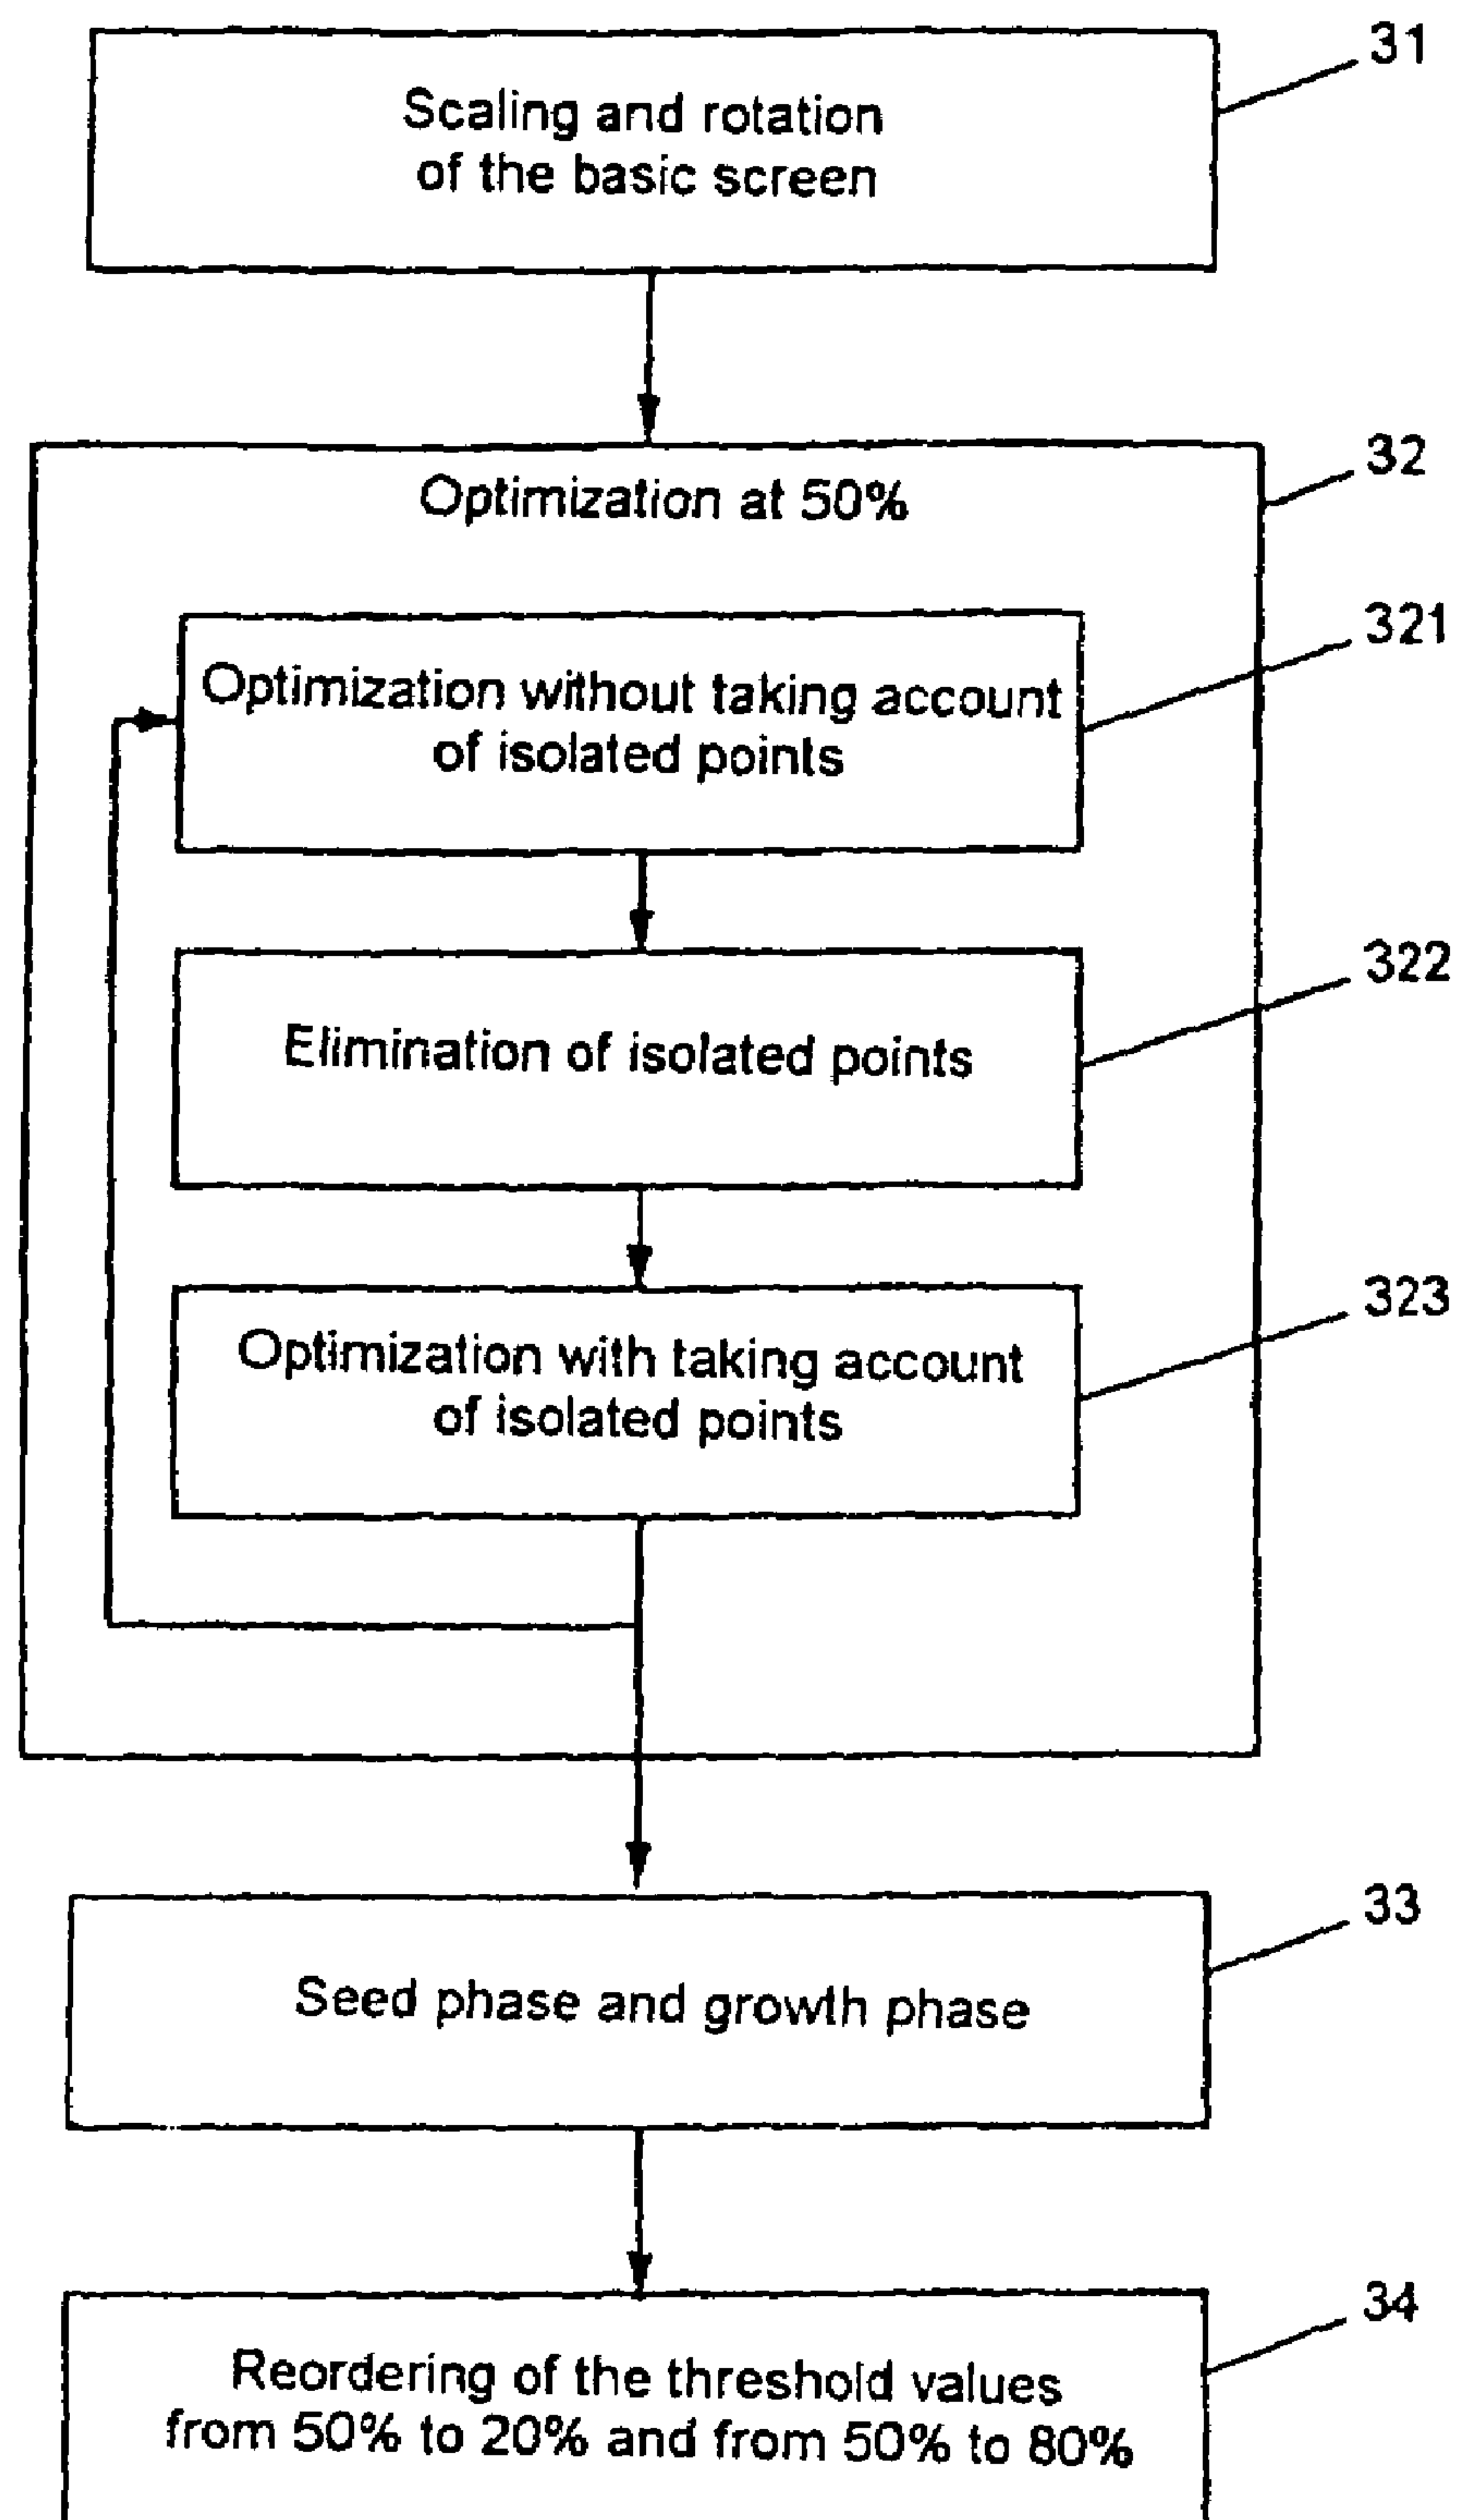 31
Scaling and rotation
of the basic screen
32
Optimization at 50%
321
Optimization without taking account
of isolated points
322
Elimination of isolated points
323
Optimization with taking account
of isolated points
33
Seed phase and growth phase
34
Reordering of the threshold values
from 50% to 20% and from 50% to 80%